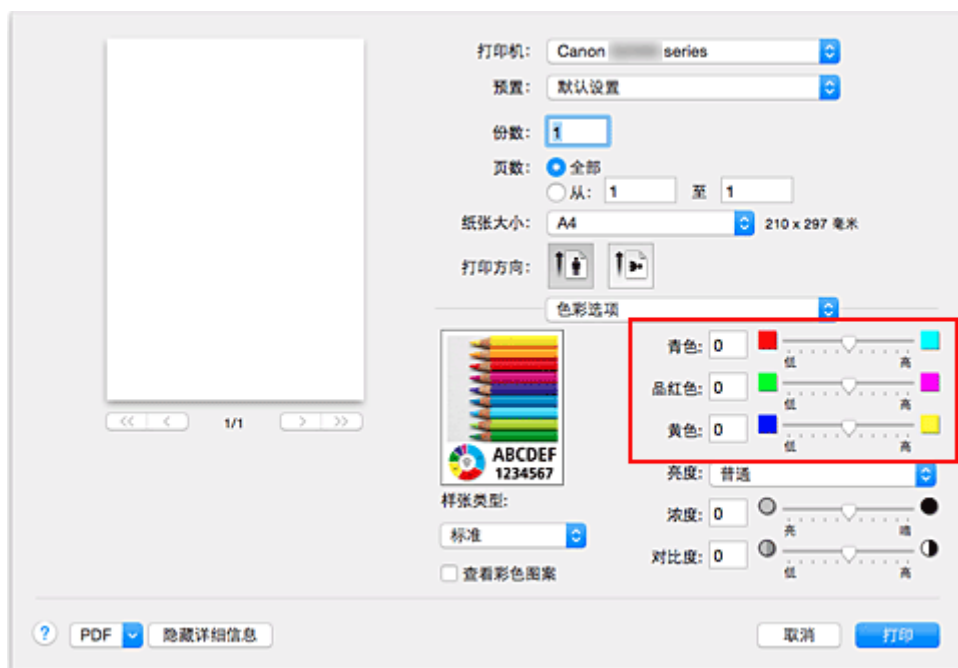 打印机: Canon series
预置: 默认设置
份数: 1
页数: 全部
从: 1 至 1
纸张大小: A4 210 x 297 毫米
打印方向:
色彩选项
<< < 1/1 > >>
ABCDEF
1234567
样张类型:
标准
查看彩色图案
青色: 0
低 高
品红色: 0
低 高
黄色: 0
低 高
亮度: 普通
浓度: 0
亮 暗
对比度: 0
低 高
? PDF 隐藏详细信息 取消 打印